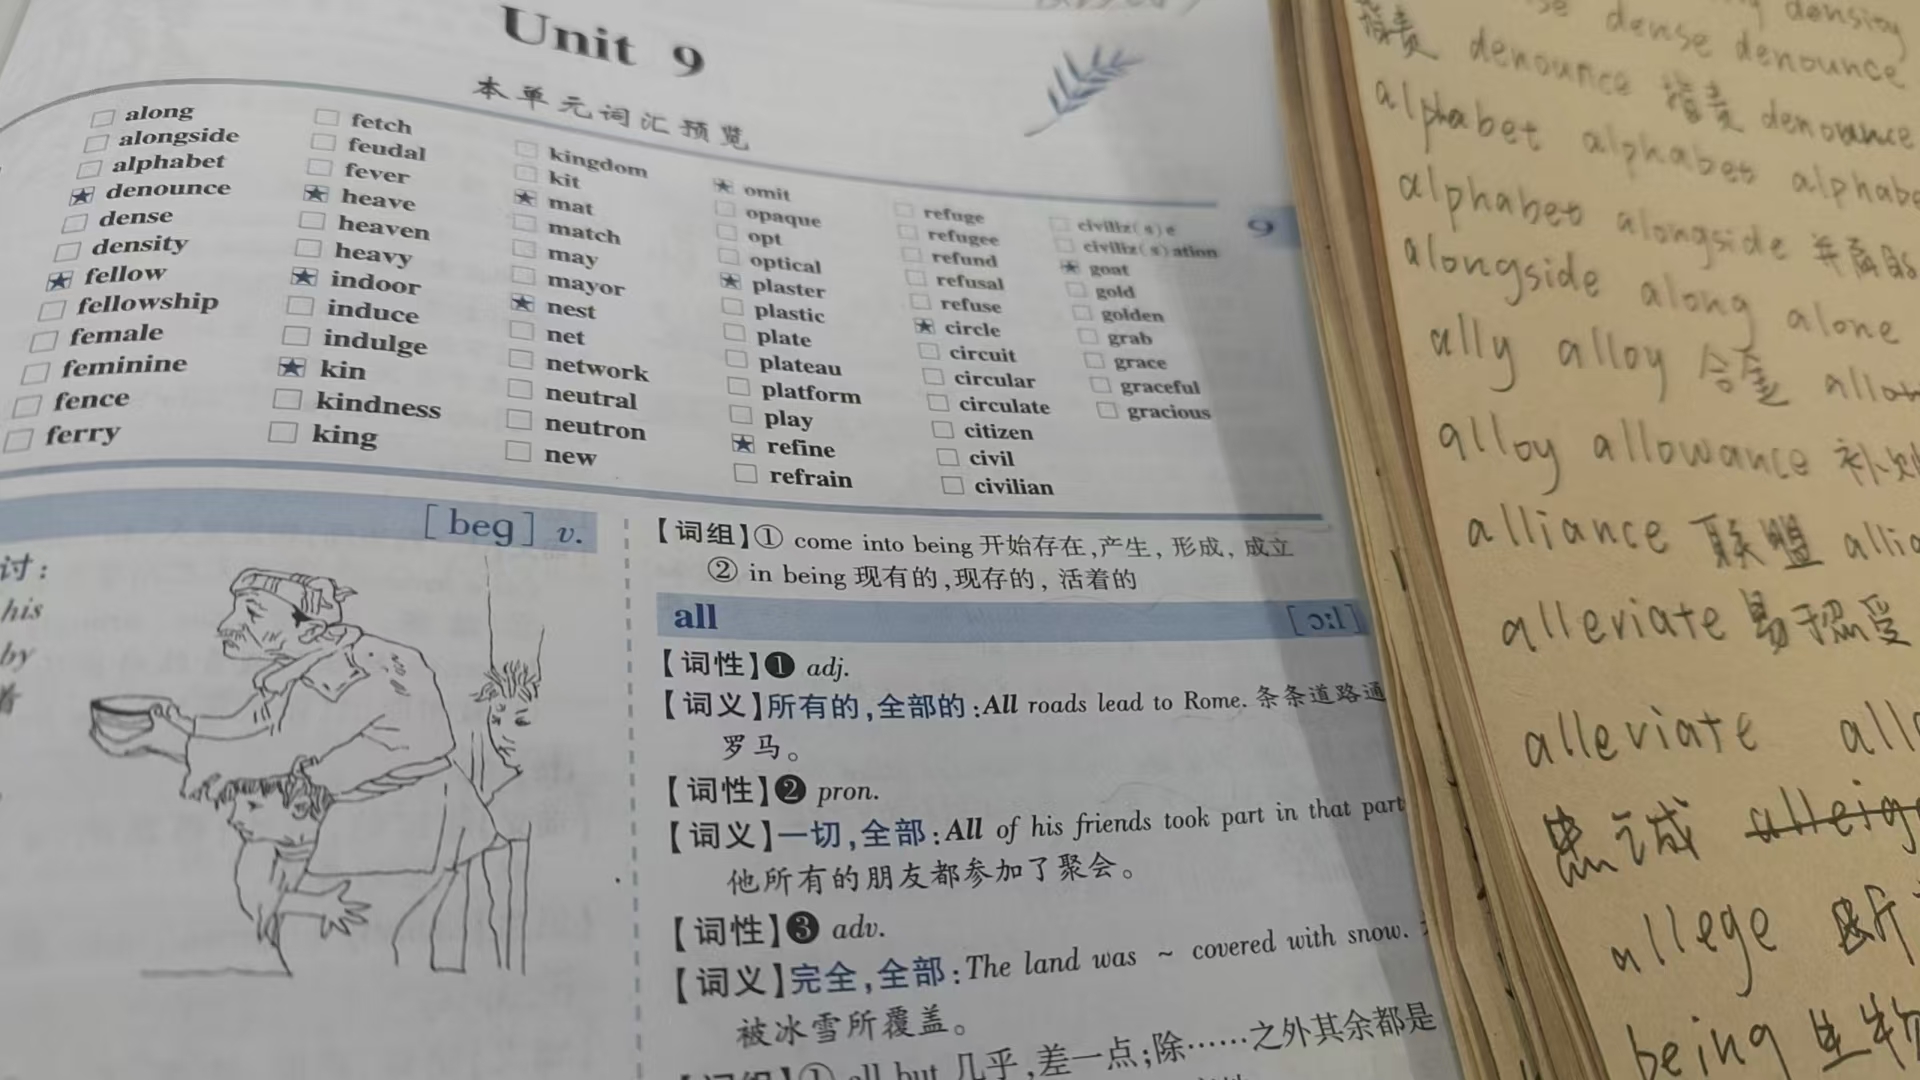 Unit 9
本单元词汇预览
along
alongside
alphabet
denounce
dense
density
fellow
fellowship
female
feminine
fence
ferry
fetch
feudal
fever
heave
heaven
heavy
indoor
induce
indulge
kin
kindness
king
kingdom
kit
mat
match
may
mayor
nest
net
network
neutral
neutron
new
omit
opaque
opt
optical
plaster
plastic
plate
plateau
platform
play
refine
refrain
refuge
refugee
refund
refusal
refuse
circle
circuit
circular
circulate
citizen
civil
civilian
civiliz(s)e
civiliz(s)ation
goat
gold
golden
grab
grace
graceful
gracious
9
[beg] v.
讨:
his
by
【词组】① come into being 开始存在,产生, 形成, 成立
② in being 现有的,现存的, 活着的
all [ɔ:l]
【词性】❶ adj.
【词义】所有的,全部的:All roads lead to Rome. 条条道路通
罗马。
【词性】❷ pron.
【词义】一切,全部:All of his friends took part in that part
他所有的朋友都参加了聚会。
【词性】❸ adv.
【词义】完全,全部:The land was ~ covered with snow.
被冰雪所覆盖。
【词组】① all but 几乎,差一点;除……之外其余都是
density
dense denounce
指责 denounce 指责 denounce
alphabet alphabet alphabe
alphabet alongside 并肩的
alongside along alone
ally alloy 合金
alloy allowance 补贴
alliance 联盟
alleviate 易于忍受
alleviate
忠诚
allege 断
being 生物